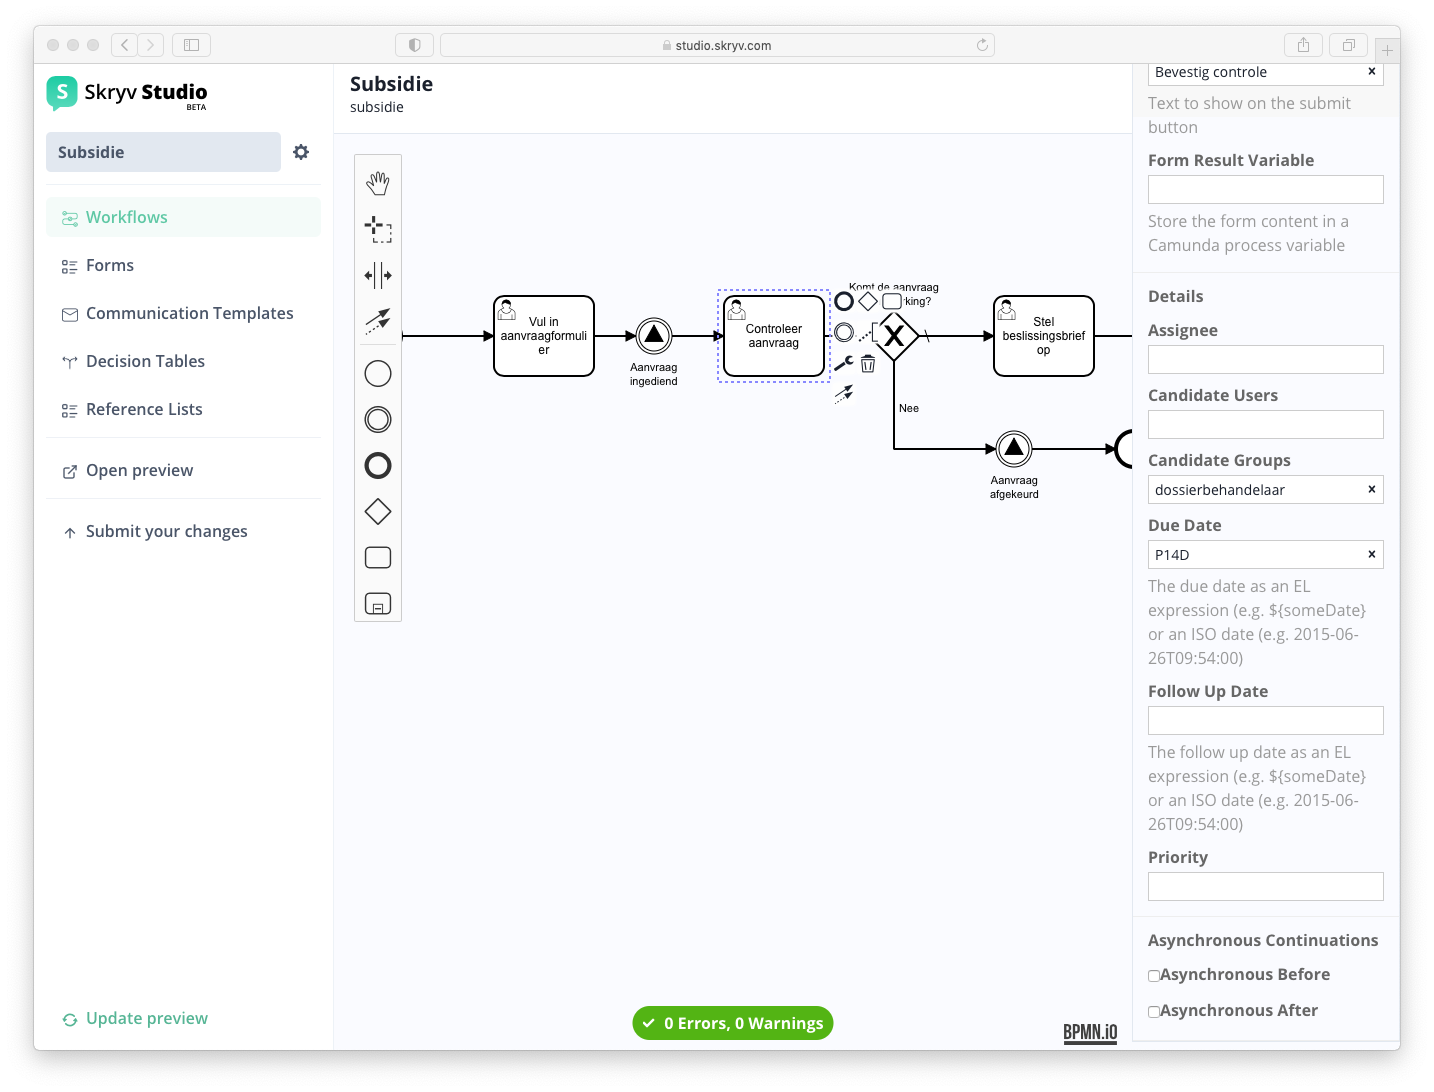 studio.skryv.com
S Skryv Studio
BETA
Subsidie
Workflows
Forms
Communication Templates
Decision Tables
Reference Lists
Open preview
Submit your changes
Update preview
Subsidie
subsidie
Vul in
aanvraagformuli
er
Aanvraag
ingediend
Controleer
aanvraag
Komt de aanvraag
king?
X
Nee
Stel
beslissingsbrief
op
Aanvraag
afgekeurd
0 Errors, 0 Warnings
BPMN.iO
Bevestig controle
Text to show on the submit
button
Form Result Variable
Store the form content in a
Camunda process variable
Details
Assignee
Candidate Users
Candidate Groups
dossierbehandelaar
Due Date
P14D
The due date as an EL
expression (e.g. ${someDate}
or an ISO date (e.g. 2015-06-
26T09:54:00)
Follow Up Date
The follow up date as an EL
expression (e.g. ${someDate}
or an ISO date (e.g. 2015-06-
26T09:54:00)
Priority
Asynchronous Continuations
Asynchronous Before
Asynchronous After